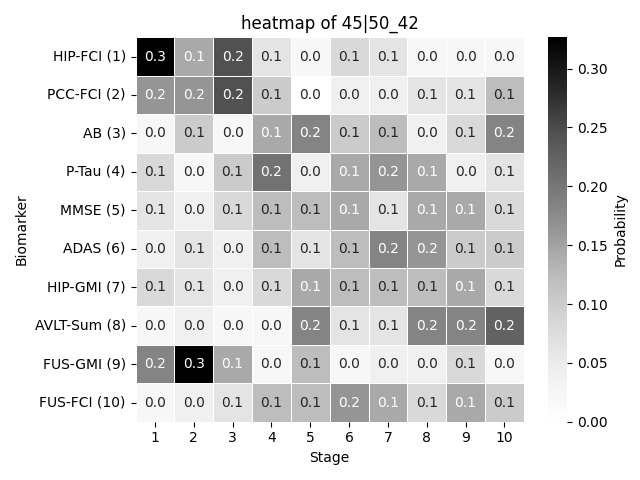 heatmap of 45|50_42
HIP-FCI (1) 0.3 0.1 0.2 0.1 0.0 0.1 0.1 0.0 0.0 0.0
PCC-FCI (2) 0.2 0.2 0.2 0.1 0.0 0.0 0.0 0.1 0.1 0.1
AB (3) 0.0 0.1 0.0 0.1 0.2 0.1 0.1 0.0 0.1 0.2
P-Tau (4) 0.1 0.0 0.1 0.2 0.0 0.1 0.2 0.1 0.0 0.1
MMSE (5) 0.1 0.0 0.1 0.1 0.1 0.1 0.1 0.1 0.1 0.1
ADAS (6) 0.0 0.1 0.0 0.1 0.1 0.1 0.2 0.2 0.1 0.1
HIP-GMI (7) 0.1 0.1 0.0 0.1 0.1 0.1 0.1 0.1 0.1 0.1
AVLT-Sum (8) 0.0 0.0 0.0 0.0 0.2 0.1 0.1 0.2 0.2 0.2
FUS-GMI (9) 0.2 0.3 0.1 0.0 0.1 0.0 0.0 0.0 0.1 0.0
FUS-FCI (10) 0.0 0.0 0.1 0.1 0.1 0.2 0.1 0.1 0.1 0.1
1 2 3 4 5 6 7 8 9 10
Stage
Biomarker
0.30
0.25
0.20
0.15
0.10
0.05
0.00
Probability